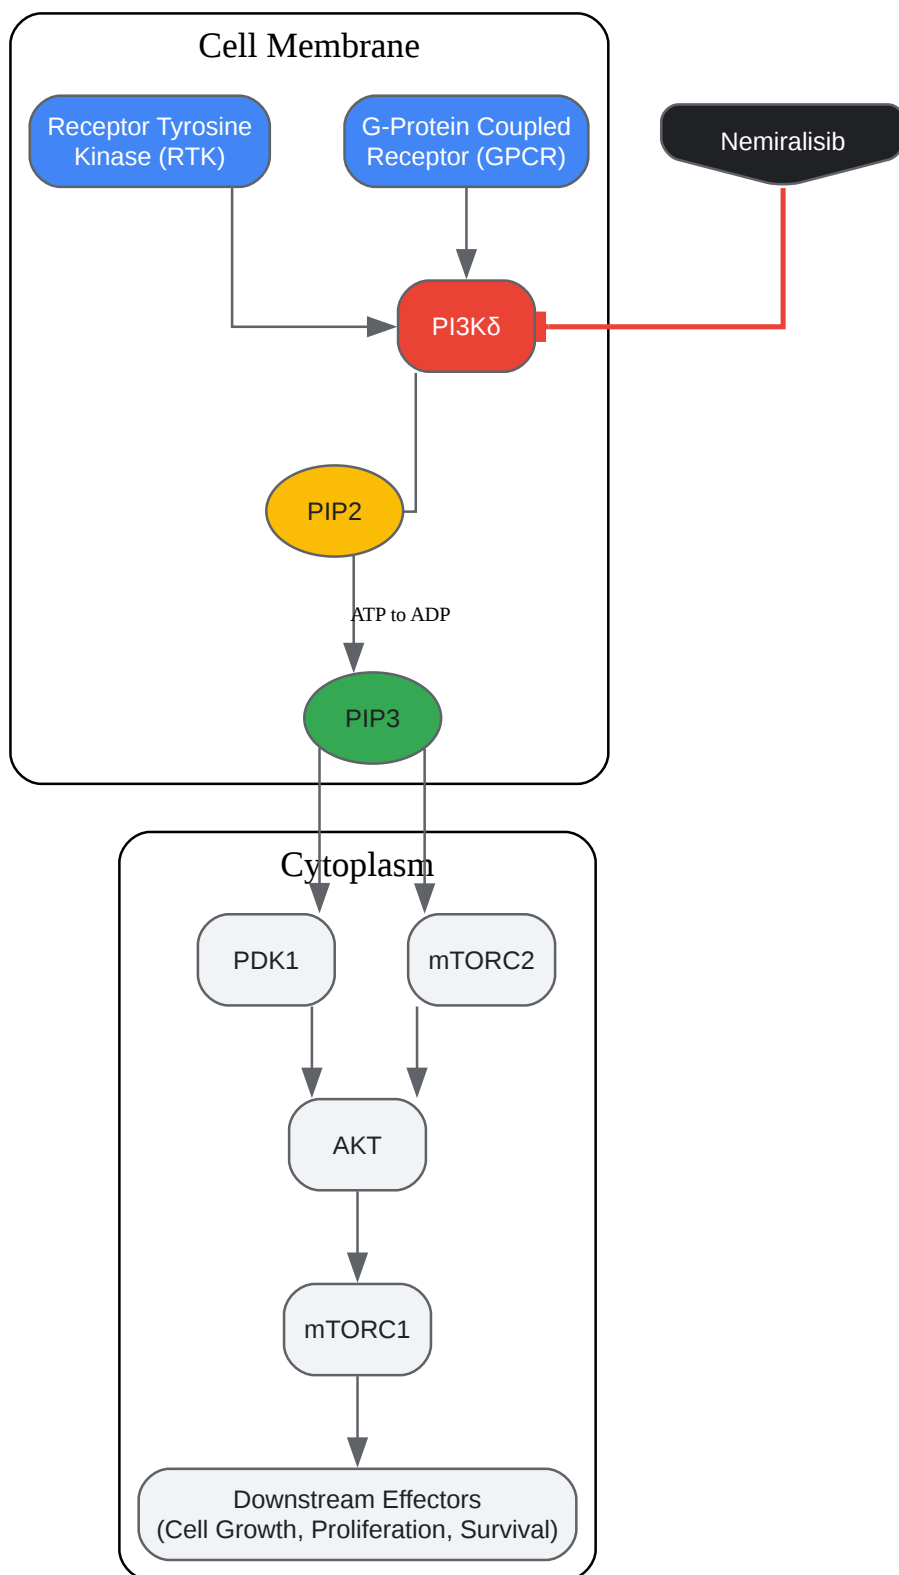 Cell Membrane
Receptor Tyrosine
Kinase (RTK)
G-Protein Coupled
Receptor (GPCR)
Nemiralisib
PI3Kδ
PIP2
ATP to ADP
PIP3
Cytoplasm
PDK1
mTORC2
AKT
mTORC1
Downstream Effectors
(Cell Growth, Proliferation, Survival)